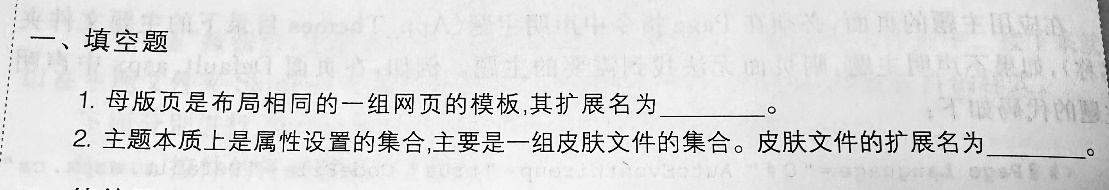 一、填空题
1. 母版页是布局相同的一组网页的模板,其扩展名为________。
2. 主题本质上是属性设置的集合,主要是一组皮肤文件的集合。皮肤文件的扩展名为________。